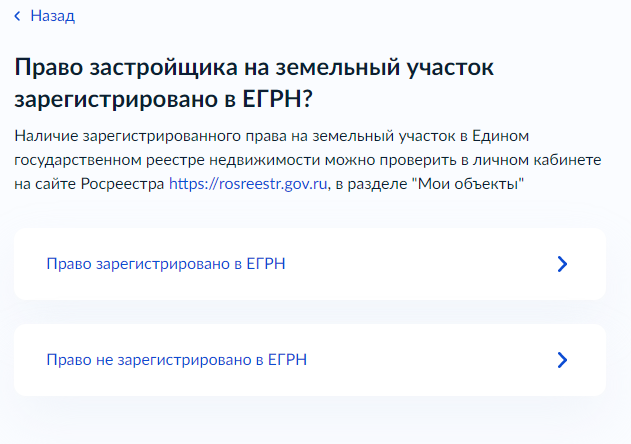 Назад
Право застройщика на земельный участок
зарегистрировано в ЕГРН?
Наличие зарегистрированного права на земельный участок в Едином
государственном реестре недвижимости можно проверить в личном кабинете
на сайте Росреестра https://rosreestr.gov.ru, в разделе "Мои объекты"
Право зарегистрировано в ЕГРН
Право не зарегистрировано в ЕГРН